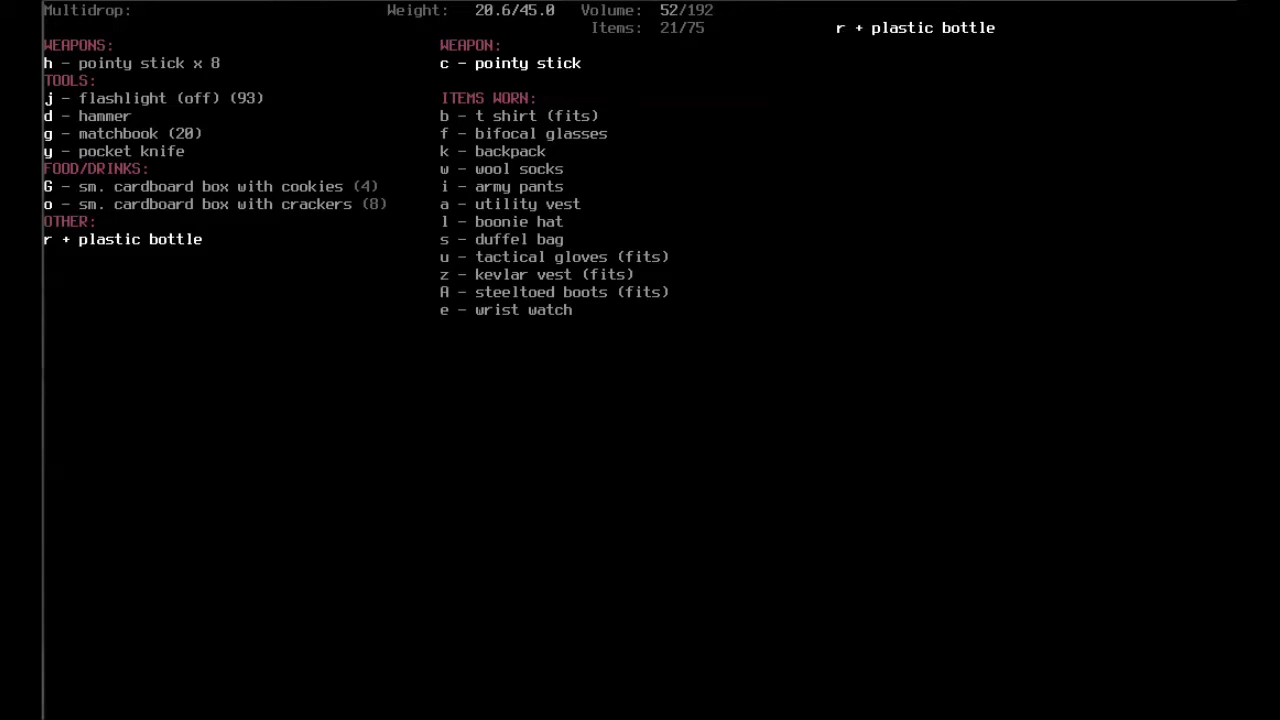 Multidrop: Weight: 20.6/45.0 Volume: 52/192
Items: 21/75 r + plastic bottle
WEAPONS: WEAPON:
h - pointy stick x 8 c - pointy stick
TOOLS:
j - flashlight (off) (93) ITEMS WORN:
d - hammer b - t shirt (fits)
g - matchbook (20) f - bifocal glasses
y - pocket knife k - backpack
FOOD/DRINKS: w - wool socks
G - sm. cardboard box with cookies (4) i - army pants
o - sm. cardboard box with crackers (8) a - utility vest
OTHER: l - boonie hat
r + plastic bottle s - duffel bag
u - tactical gloves (fits)
z - kevlar vest (fits)
A - steeltoed boots (fits)
e - wrist watch